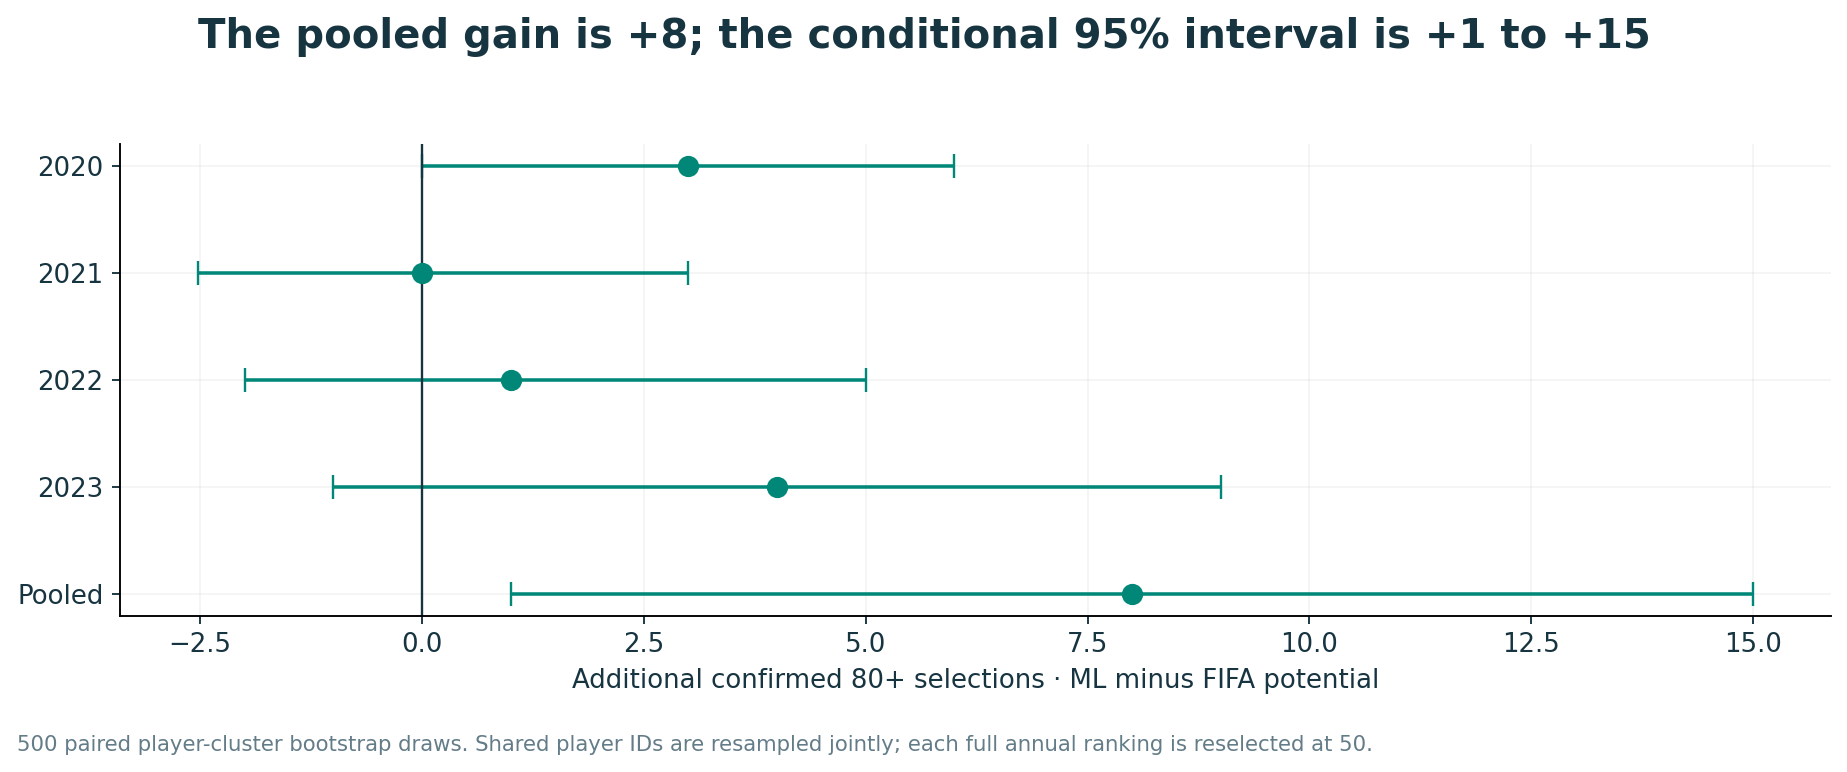 The pooled gain is +8; the conditional 95% interval is +1 to +15
2020
2021
2022
2023
Pooled
−2.5 0.0 2.5 5.0 7.5 10.0 12.5 15.0
Additional confirmed 80+ selections · ML minus FIFA potential
500 paired player-cluster bootstrap draws. Shared player IDs are resampled jointly; each full annual ranking is reselected at 50.